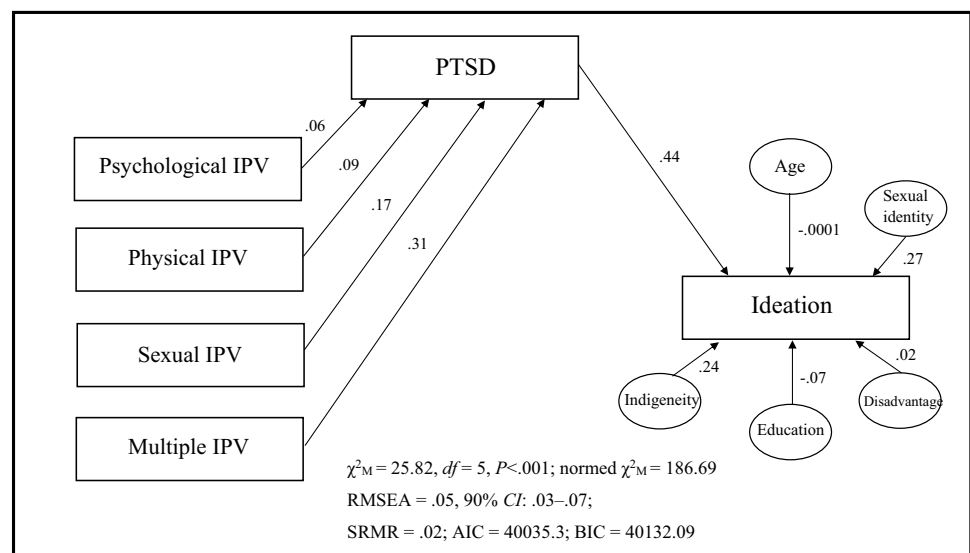 PTSD
.06
Psychological IPV
.09
.44
Age
Sexual
identity
.17
-.0001
Physical IPV
.31
.27
Ideation
Sexual IPV
.24
-.07
.02
Indigeneity
Disadvantage
Education
Multiple IPV
χ²M = 25.82, df = 5, P<.001; normed χ²M = 186.69
RMSEA = .05, 90% CI: .03–.07;
SRMR = .02; AIC = 40035.3; BIC = 40132.09